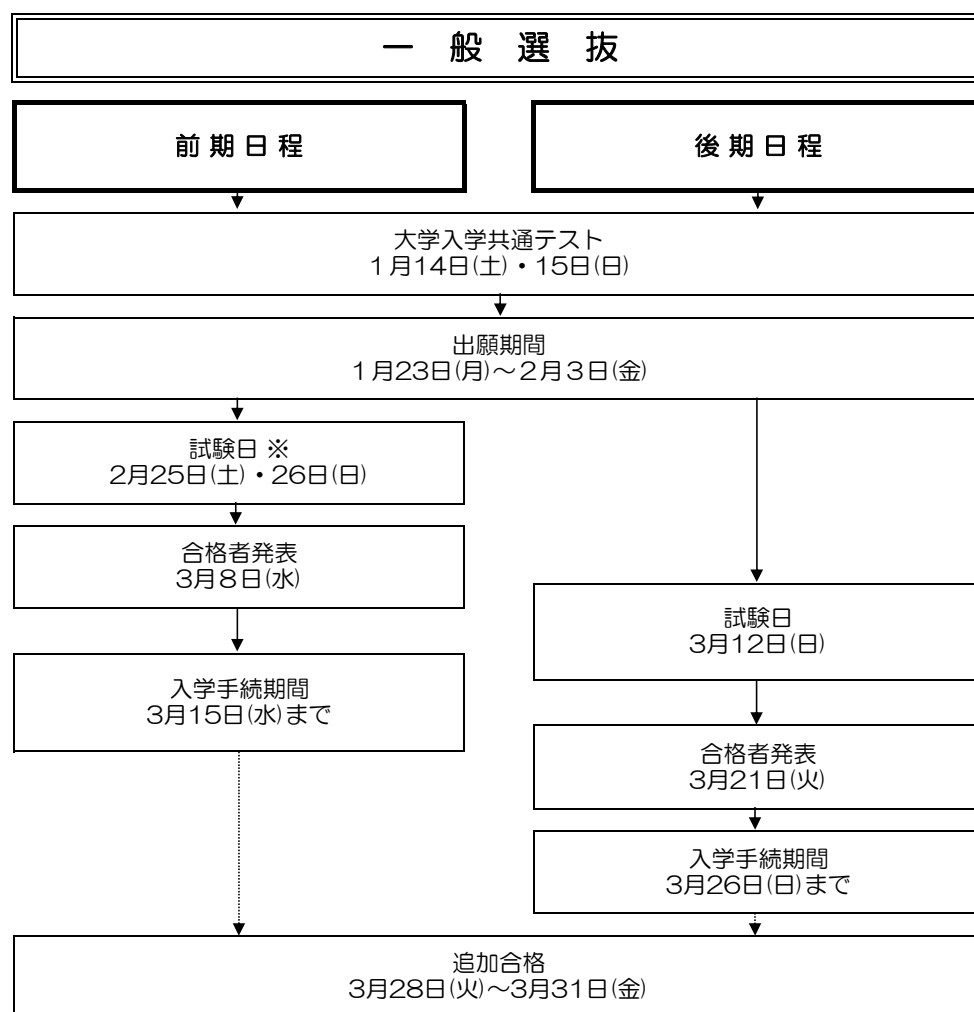 一 般 選 抜
前 期 日 程
後 期 日 程
大学入学共通テスト
1月14日(土)・15日(日)
出願期間
1月23日(月)～2月3日(金)
試験日 ※
2月25日(土)・26日(日)
合格者発表
3月8日(水)
入学手続期間
3月15日(水)まで
試験日
3月12日(日)
合格者発表
3月21日(火)
入学手続期間
3月26日(日)まで
追加合格
3月28日(火)～3月31日(金)